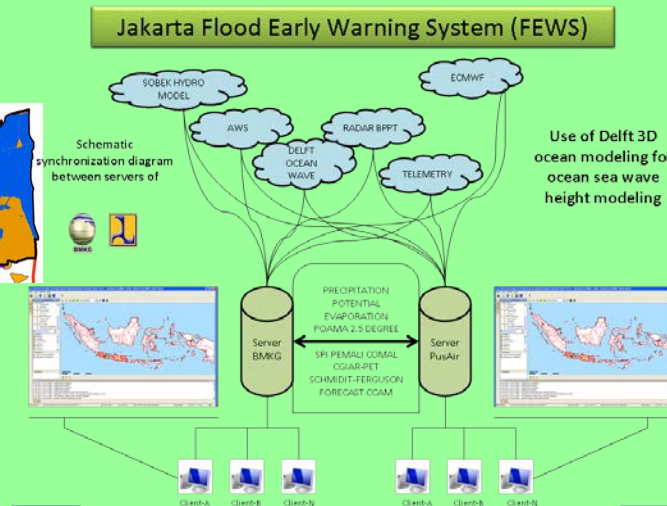 Jakarta Flood Early Warning System (FEWS)
SOBEK HYDRO
MODEL
ECMWF
AWS
RADAR BPPT
DELFT
OCEAN
WAVE
TELEMETRY
Schematic
synchronization diagram
between servers of
BMKG
Use of Delft 3D
ocean modeling for
ocean sea wave
height modeling
PRECIPITATION
POTENTIAL
EVAPORATION
POAMA 2.5 DEGREE
Server
BMKG
Server
PusAir
SPI PEMALI COMAL
CGIAR-PET
SCHMIDIT-FERGUSON
FORECAST CCAM
Client-A
Client-B
Client-N
Client-A
Client-B
Client-N